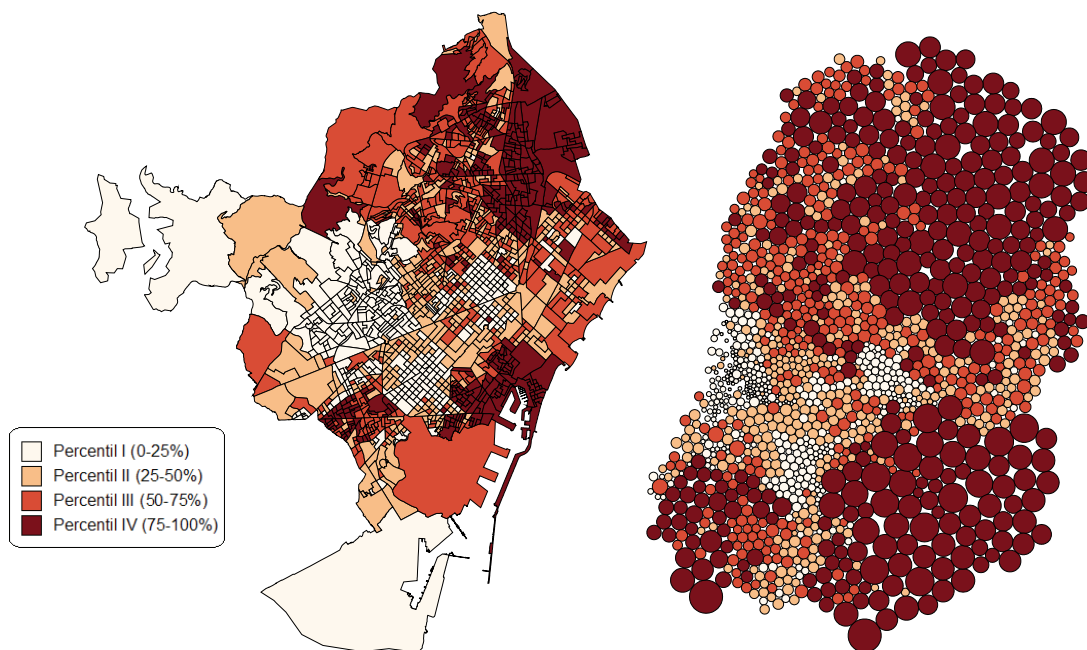 Percentil I (0-25%)
Percentil II (25-50%)
Percentil III (50-75%)
Percentil IV (75-100%)